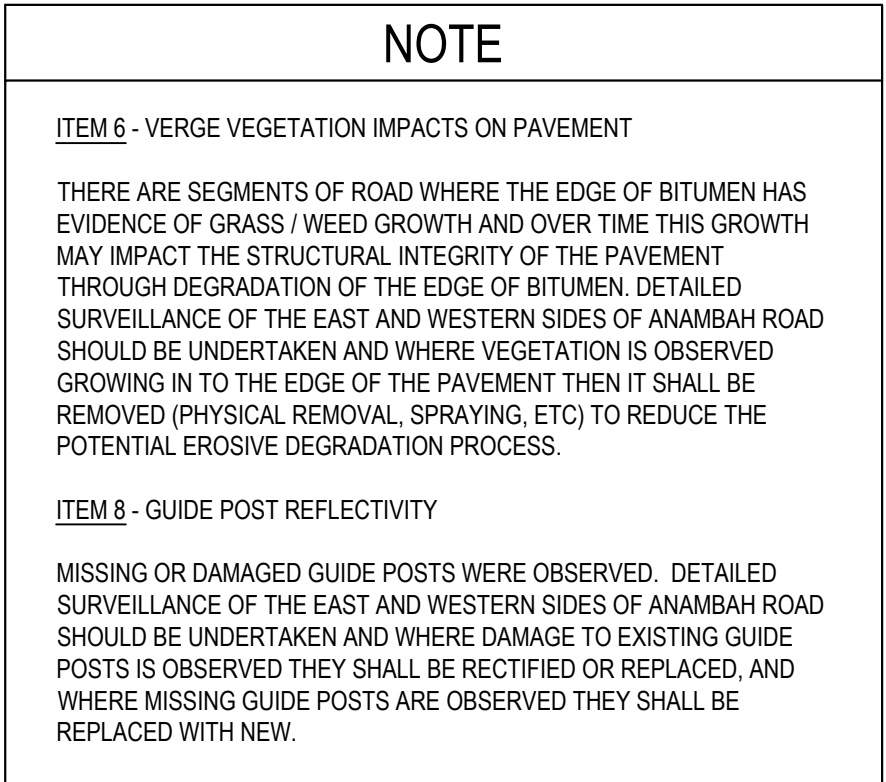 NOTE
ITEM 6 - VERGE VEGETATION IMPACTS ON PAVEMENT
THERE ARE SEGMENTS OF ROAD WHERE THE EDGE OF BITUMEN HAS
EVIDENCE OF GRASS / WEED GROWTH AND OVER TIME THIS GROWTH
MAY IMPACT THE STRUCTURAL INTEGRITY OF THE PAVEMENT
THROUGH DEGRADATION OF THE EDGE OF BITUMEN. DETAILED
SURVEILLANCE OF THE EAST AND WESTERN SIDES OF ANAMBAH ROAD
SHOULD BE UNDERTAKEN AND WHERE VEGETATION IS OBSERVED
GROWING IN TO THE EDGE OF THE PAVEMENT THEN IT SHALL BE
REMOVED (PHYSICAL REMOVAL, SPRAYING, ETC) TO REDUCE THE
POTENTIAL EROSIVE DEGRADATION PROCESS.
ITEM 8 - GUIDE POST REFLECTIVITY
MISSING OR DAMAGED GUIDE POSTS WERE OBSERVED.  DETAILED
SURVEILLANCE OF THE EAST AND WESTERN SIDES OF ANAMBAH ROAD
SHOULD BE UNDERTAKEN AND WHERE DAMAGE TO EXISTING GUIDE
POSTS IS OBSERVED THEY SHALL BE RECTIFIED OR REPLACED, AND
WHERE MISSING GUIDE POSTS ARE OBSERVED THEY SHALL BE
REPLACED WITH NEW.